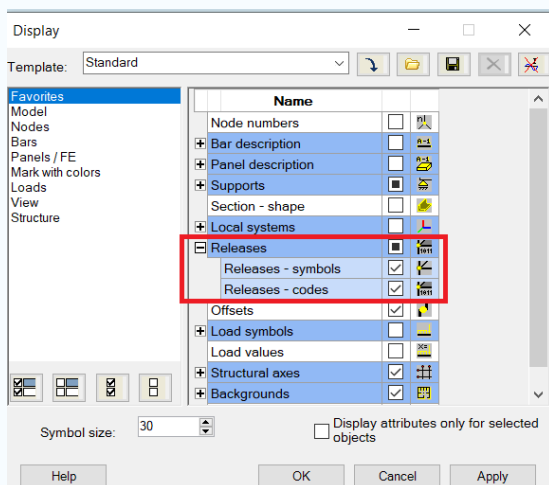 Display
Template: Standard
Favorites
Model
Nodes
Bars
Panels / FE
Mark with colors
Loads
View
Structure
Name
Node numbers
Bar description
Panel description
Supports
Section - shape
Local systems
Releases
Releases - symbols
Releases - codes
Offsets
Load symbols
Load values
Structural axes
Backgrounds
Symbol size: 30
Display attributes only for selected
objects
Help OK Cancel Apply